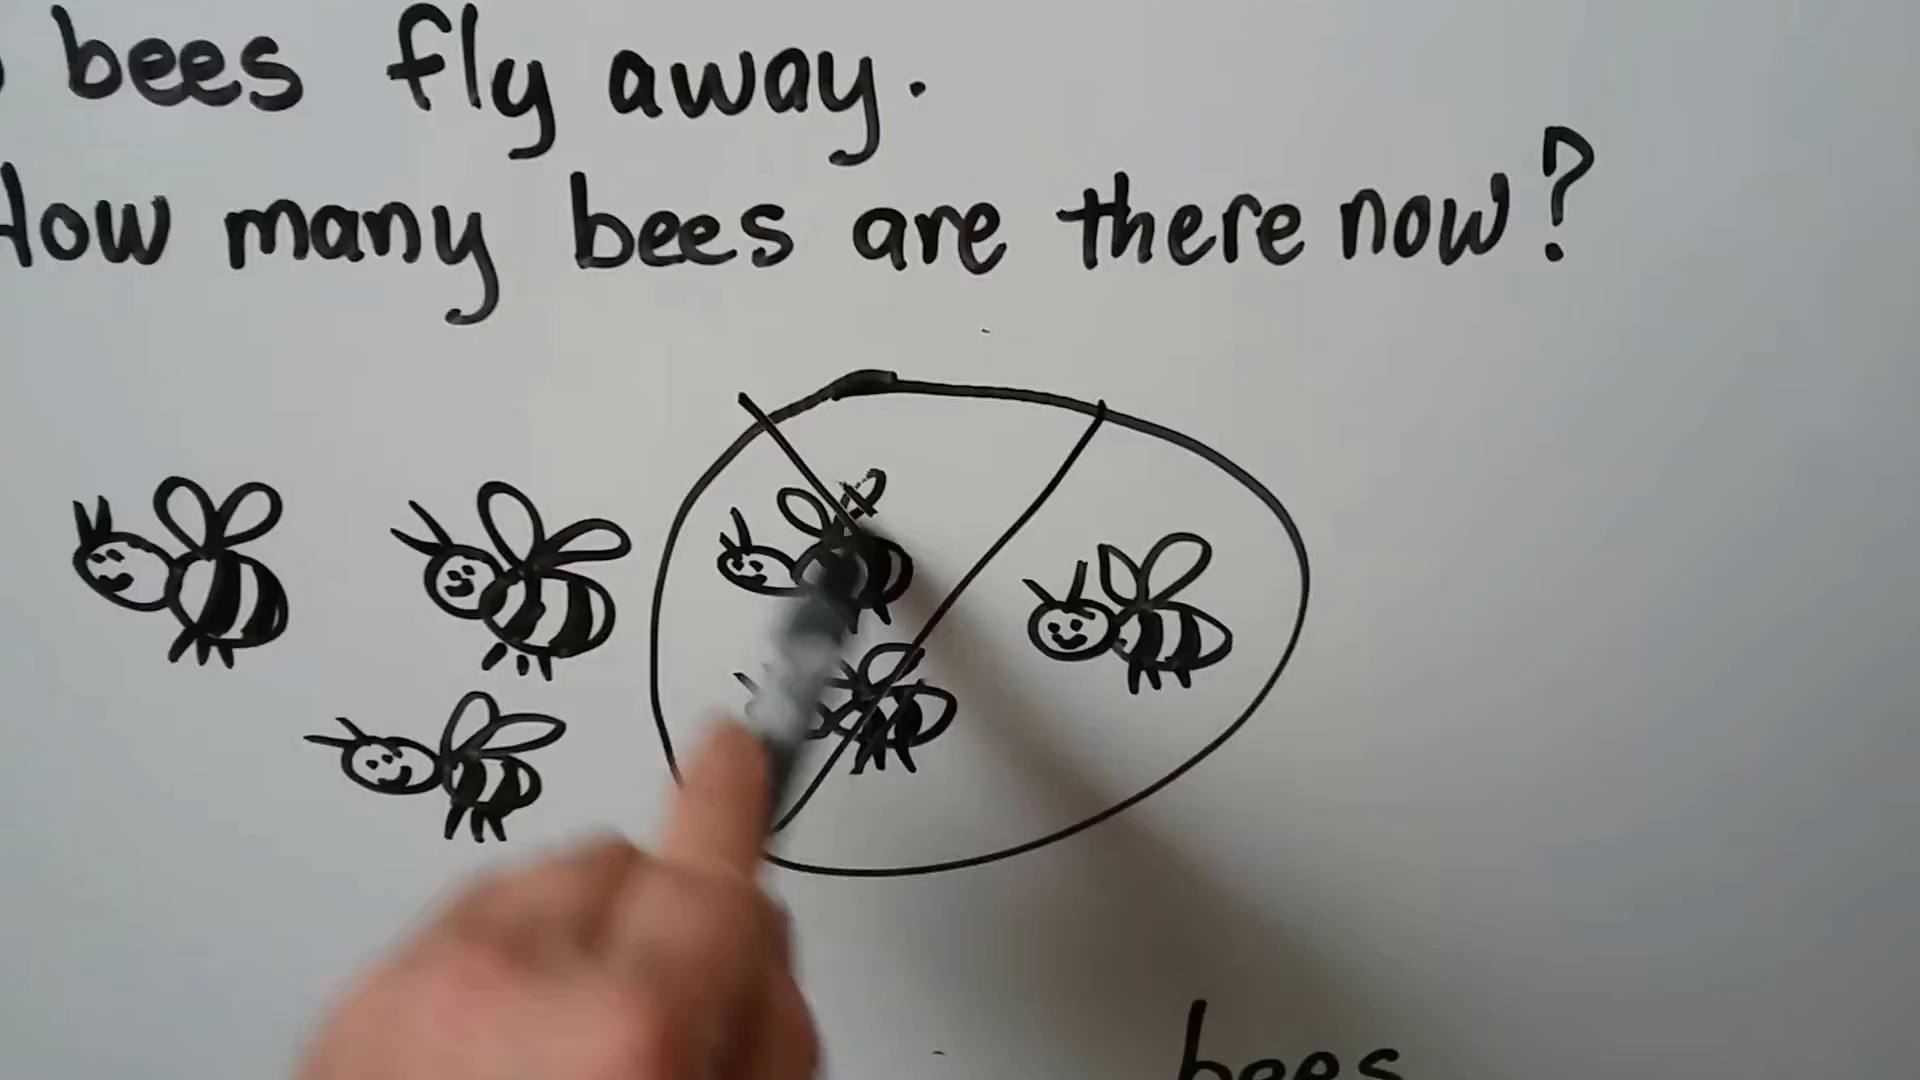 bees fly away.
How many bees are there now?
bees